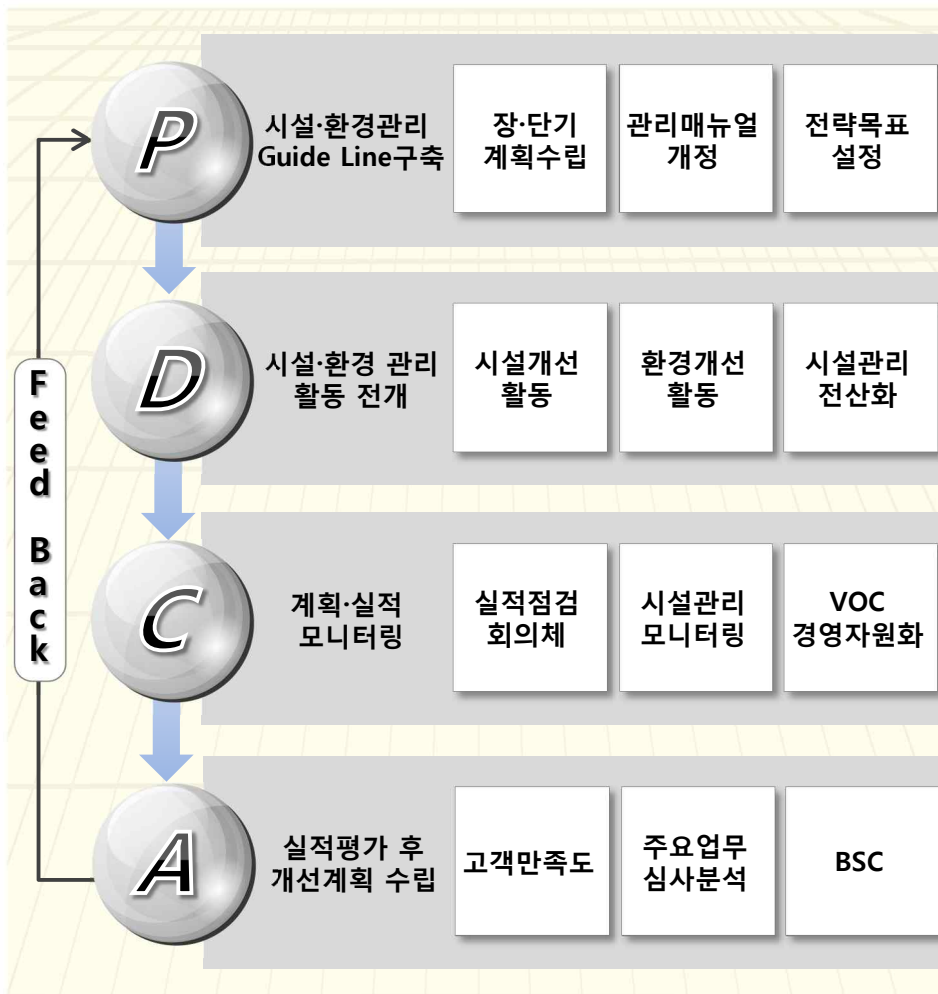 P
시설·환경관리
Guide Line구축
장·단기
계획수립
관리매뉴얼
개정
전략목표
설정
D
시설·환경 관리
활동 전개
시설개선
활동
환경개선
활동
시설관리
전산화
C
계획·실적
모니터링
실적점검
회의체
시설관리
모니터링
VOC
경영자원화
A
실적평가 후
개선계획 수립
고객만족도
주요업무
심사분석
BSC
Feed Back